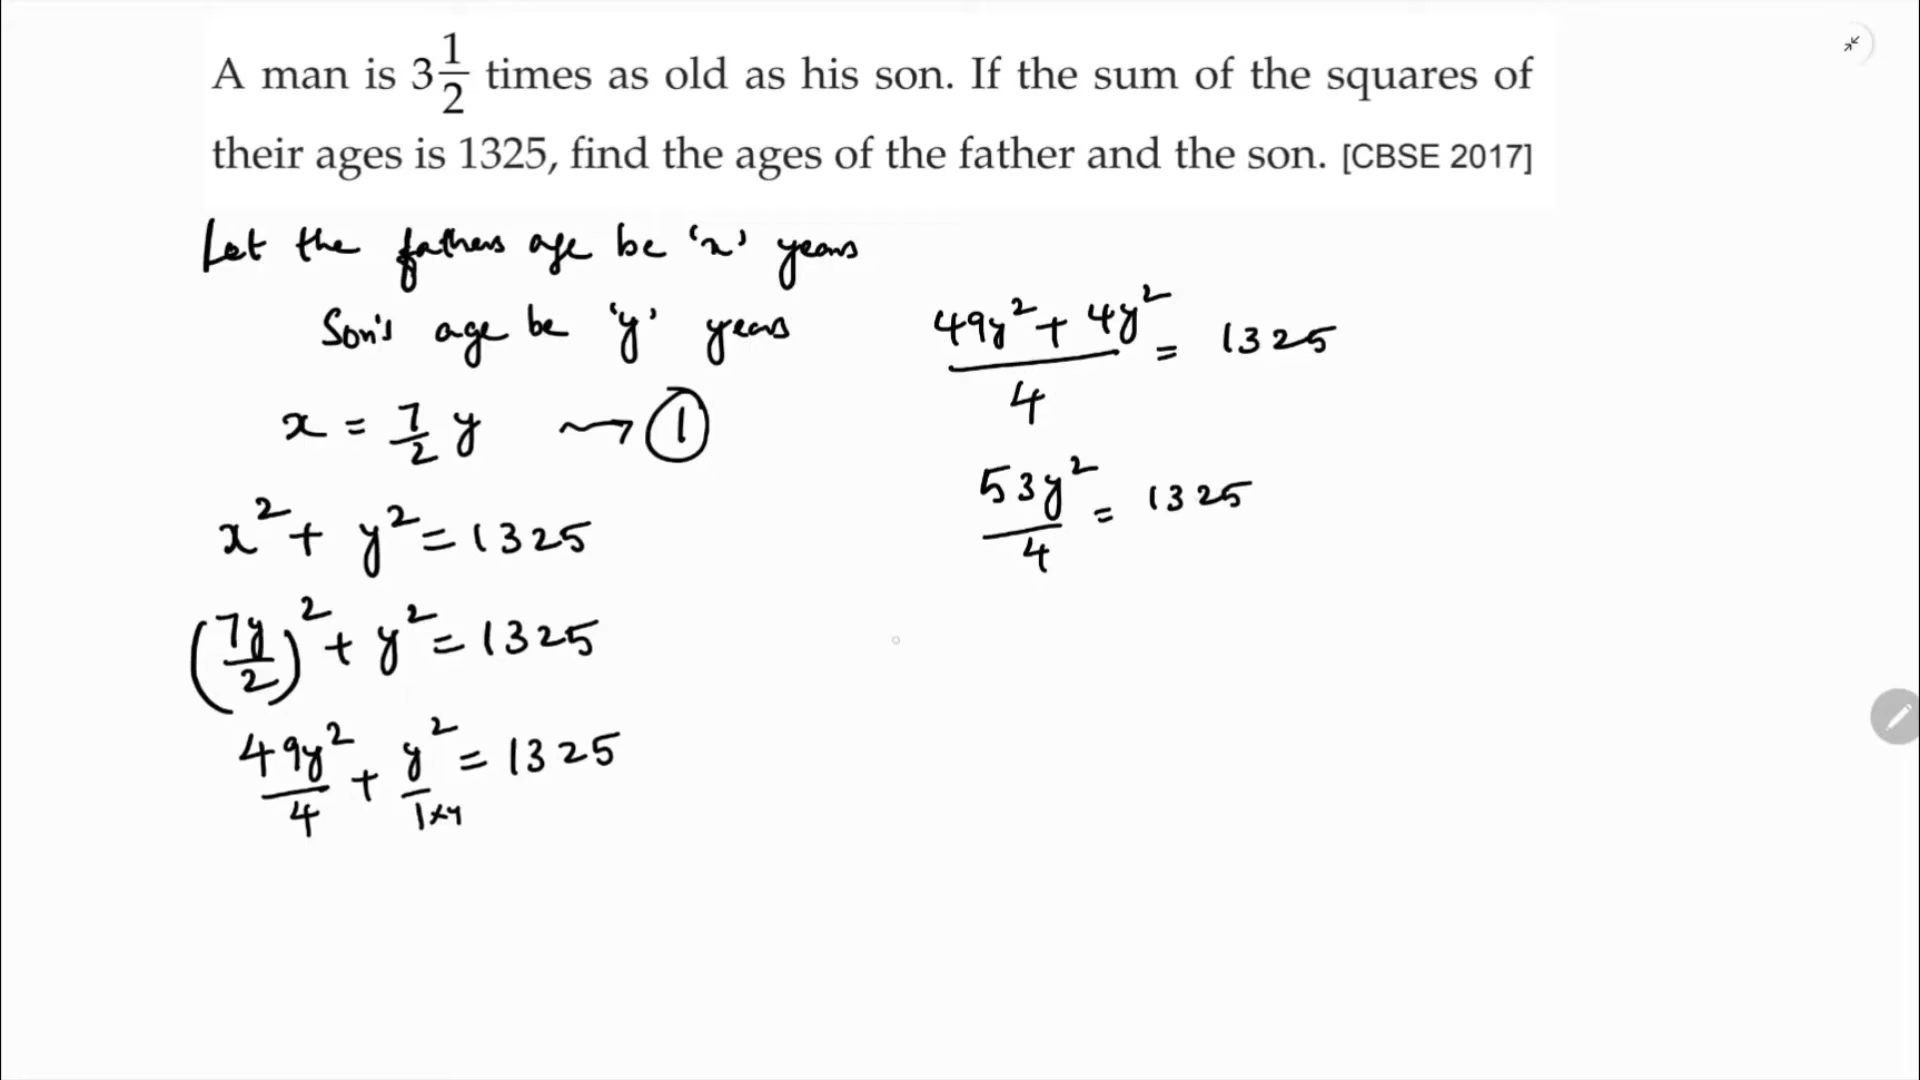 A man is 3 1/2 times as old as his son. If the sum of the squares of
their ages is 1325, find the ages of the father and the son. [CBSE 2017]
Let the fathers age be 'x' years
Son's age be 'y' years
x = 7/2 y ⇝ ①
x² + y² = 1325
(7y/2)² + y² = 1325
49y²/4 + y²/1×4 = 1325
(49y² + 4y²)/4 = 1325
53y²/4 = 1325